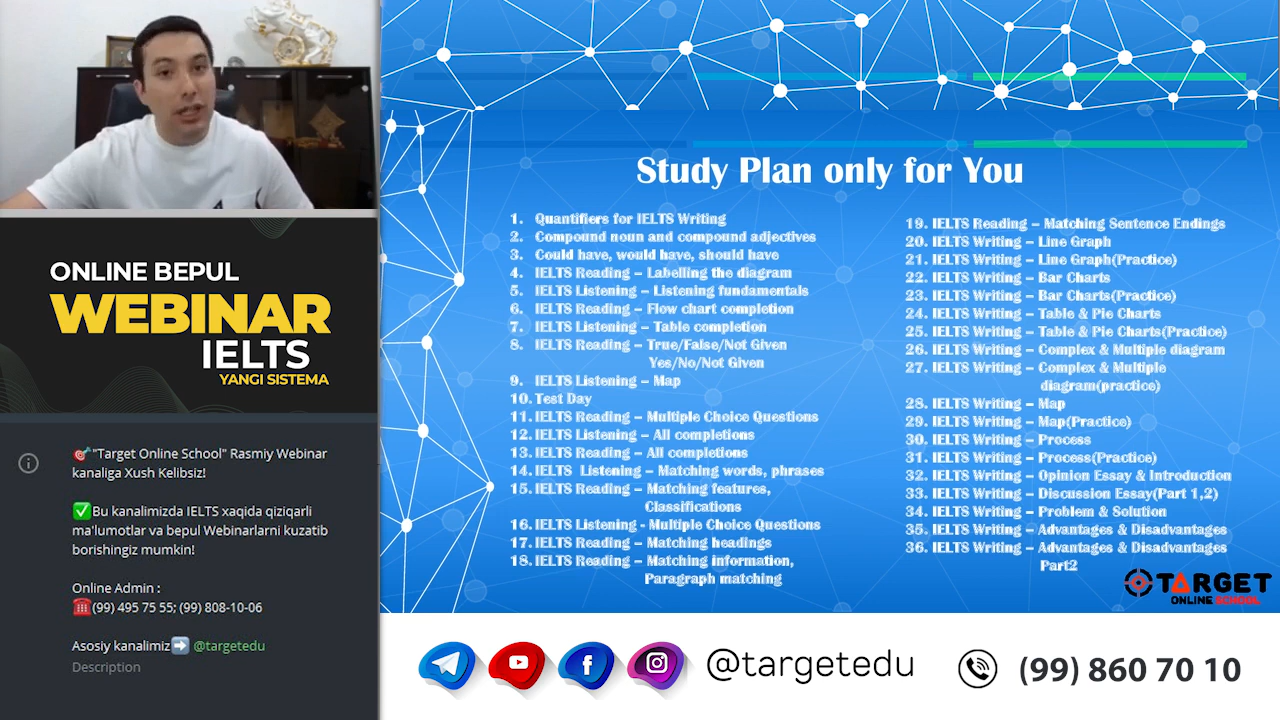 ONLINE BEPUL
WEBINAR
IELTS
YANGI SISTEMA
"Target Online School" Rasmiy Webinar
kanaliga Xush Kelibsiz!
Bu kanalimizda IELTS xaqida qiziqarli
ma'lumotlar va bepul Webinarlarni kuzatib
borishingiz mumkin!
Online Admin :
(99) 495 75 55; (99) 808-10-06
Asosiy kanalimiz @targetedu
Description
Study Plan only for You
1. Quantifiers for IELTS Writing
2. Compound noun and compound adjectives
3. Could have, would have, should have
4. IELTS Reading – Labelling the diagram
5. IELTS Listening – Listening fundamentals
6. IELTS Reading – Flow chart completion
7. IELTS Listening – Table completion
8. IELTS Reading – True/False/Not Given
Yes/No/Not Given
9. IELTS Listening – Map
10. Test Day
11. IELTS Reading – Multiple Choice Questions
12. IELTS Listening – All completions
13. IELTS Reading – All completions
14. IELTS Listening – Matching words, phrases
15. IELTS Reading – Matching features,
Classifications
16. IELTS Listening - Multiple Choice Questions
17. IELTS Reading – Matching headings
18. IELTS Reading – Matching information,
Paragraph matching
19. IELTS Reading – Matching Sentence Endings
20. IELTS Writing – Line Graph
21. IELTS Writing – Line Graph(Practice)
22. IELTS Writing – Bar Charts
23. IELTS Writing – Bar Charts(Practice)
24. IELTS Writing – Table & Pie Charts
25. IELTS Writing – Table & Pie Charts(Practice)
26. IELTS Writing – Complex & Multiple diagram
27. IELTS Writing – Complex & Multiple
diagram(practice)
28. IELTS Writing – Map
29. IELTS Writing – Map(Practice)
30. IELTS Writing – Process
31. IELTS Writing – Process(Practice)
32. IELTS Writing – Opinion Essay & Introduction
33. IELTS Writing – Discussion Essay(Part 1,2)
34. IELTS Writing – Problem & Solution
35. IELTS Writing – Advantages & Disadvantages
36. IELTS Writing – Advantages & Disadvantages
Part2
TARGET
ONLINE SCHOOL
@targetedu
(99) 860 70 10